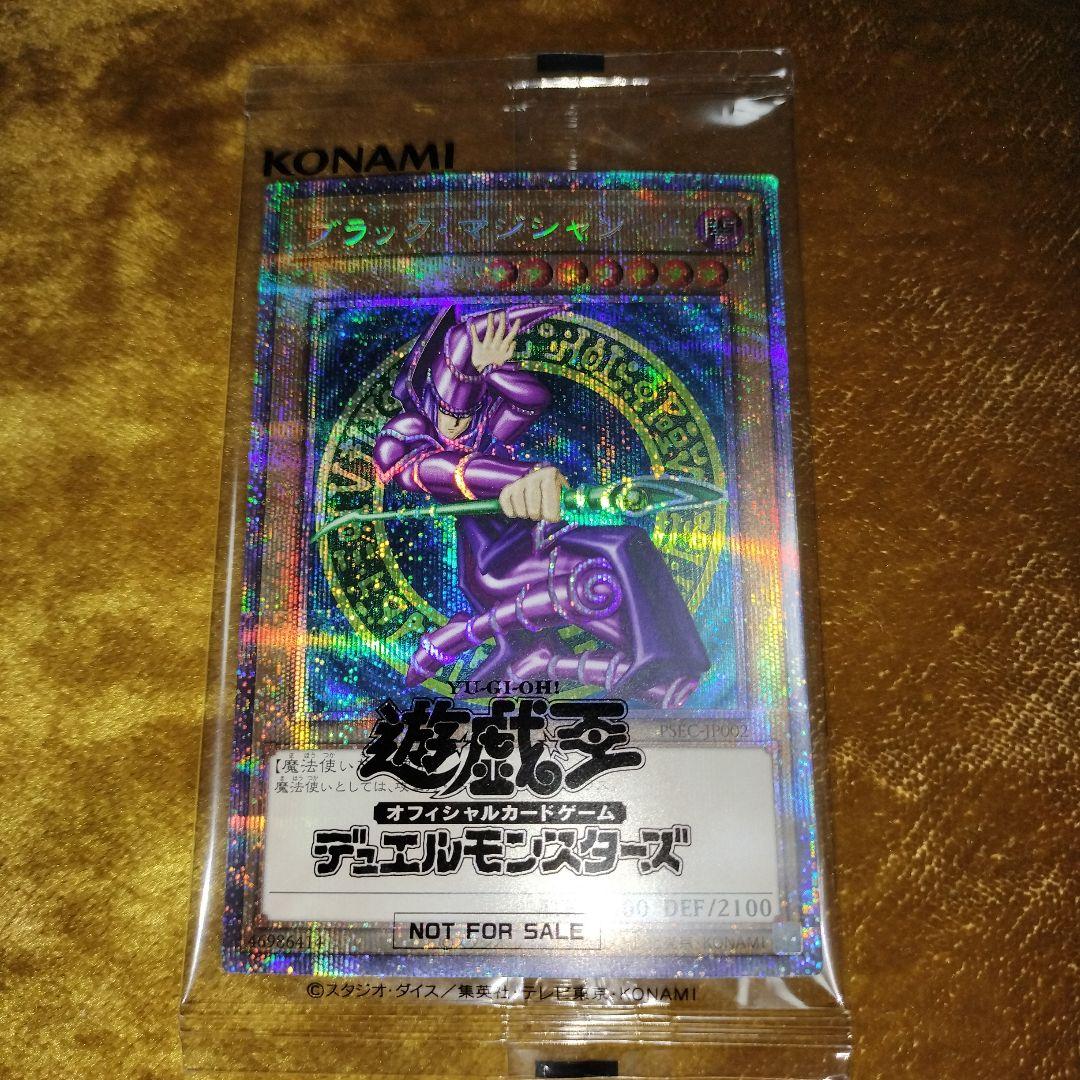 KONAMI
ブラック・マジシャン
闇
PSEC-JP002
YU-GI-OH!
遊戯王
【魔法使い
魔法使いとしては、攻
オフィシャルカードゲーム
デュエルモンスターズ
00 DEF/2100
NOT FOR SALE
46986414
KONAMI
©スタジオ・ダイス／集英社・テレビ東京・KONAMI